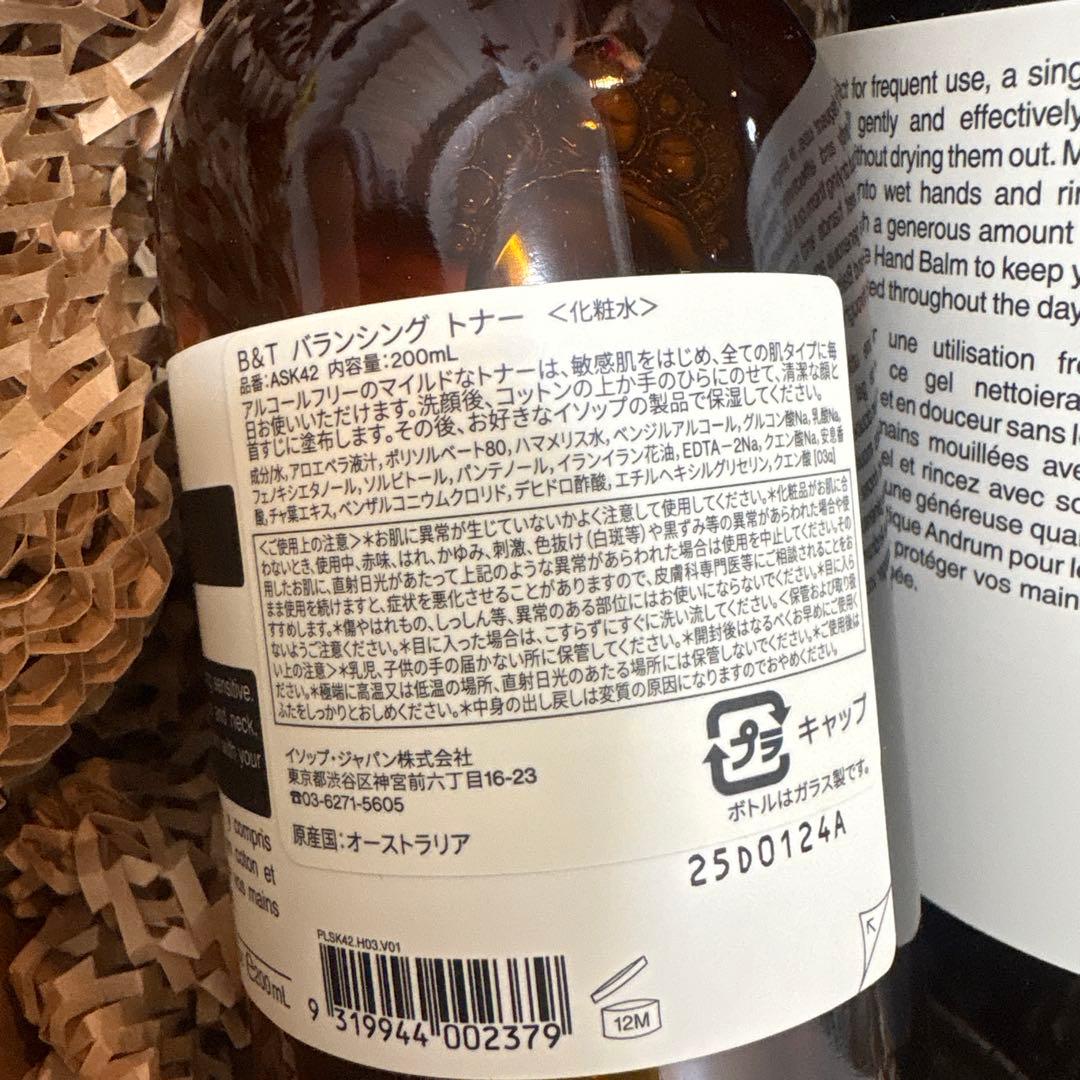 B&T バランシング トナー <化粧水>
品番:ASK42 内容量:200mL
アルコールフリーのマイルドなトナーは、敏感肌をはじめ、全ての肌タイプに毎
日お使いいただけます。洗顔後、コットンの上か手のひらにのせて、清潔な顔と
首すじに塗布します。その後、お好きなイソップの製品で保湿してください。
成分/水,アロエベラ液汁,ポリソルベート80,ハマメリス水,ベンジルアルコール,グルコン酸Na,乳酸Na,
フェノキシエタノール,ソルビトール,パンテノール,イランイラン花油,EDTA-2Na,クエン酸Na,安息香
酸,チャ葉エキス,ベンザルコニウムクロリド,デヒドロ酢酸,エチルヘキシルグリセリン,クエン酸 [03α]
<ご使用上の注意>*お肌に異常が生じていないかよく注意して使用してください。*化粧品がお肌に合
わないとき、使用中、赤味、はれ、かゆみ、刺激、色抜け(白斑等)や黒ずみ等の異常があらわれた場合や使
用したお肌に、直射日光があたって上記のような異常があらわれた場合は使用を中止してください。その
まま使用を続けますと、症状を悪化させることがありますので、皮膚科専門医等にご相談されることをお
すすめします。*傷やはれもの、しっしん等、異常のある部位にはお使いにならないでください。*目に入ら
ないようご注意ください。*目に入った場合は、こすらずにすぐに洗い流してください。<保管および取り扱
い上の注意>*乳児、子供の手の届かない所に保管してください。*開封後はなるべくお早めにご使用く
ださい。*極端に高温又は低温の場所、直射日光のあたる場所には保管しないでください。*ご使用後は
ふたをしっかりとおしめください。*中身の出し戻しは変質の原因になりますのでおやめください。
イソップ・ジャパン株式会社
東京都渋谷区神宮前六丁目16-23
☎03-6271-5605
原産国:オーストラリア
プラ キャップ
ボトルはガラス製です。
25D0124A
PLSK42.H03.V01
9 319944 002379
12M
sensitive.
and neck.
with your
compris
coton et
vos mains
℮200mL
for frequent use, a sing
gently and effectively
thout drying them out. M
nto wet hands and rin
a generous amount
Hand Balm to keep y
ed throughout the day
une utilisation fre
ce gel nettoiera
et en douceur sans l
mains mouillées ave
el et rincez avec so
une généreuse qua
tique Andrum pour le
protéger vos main